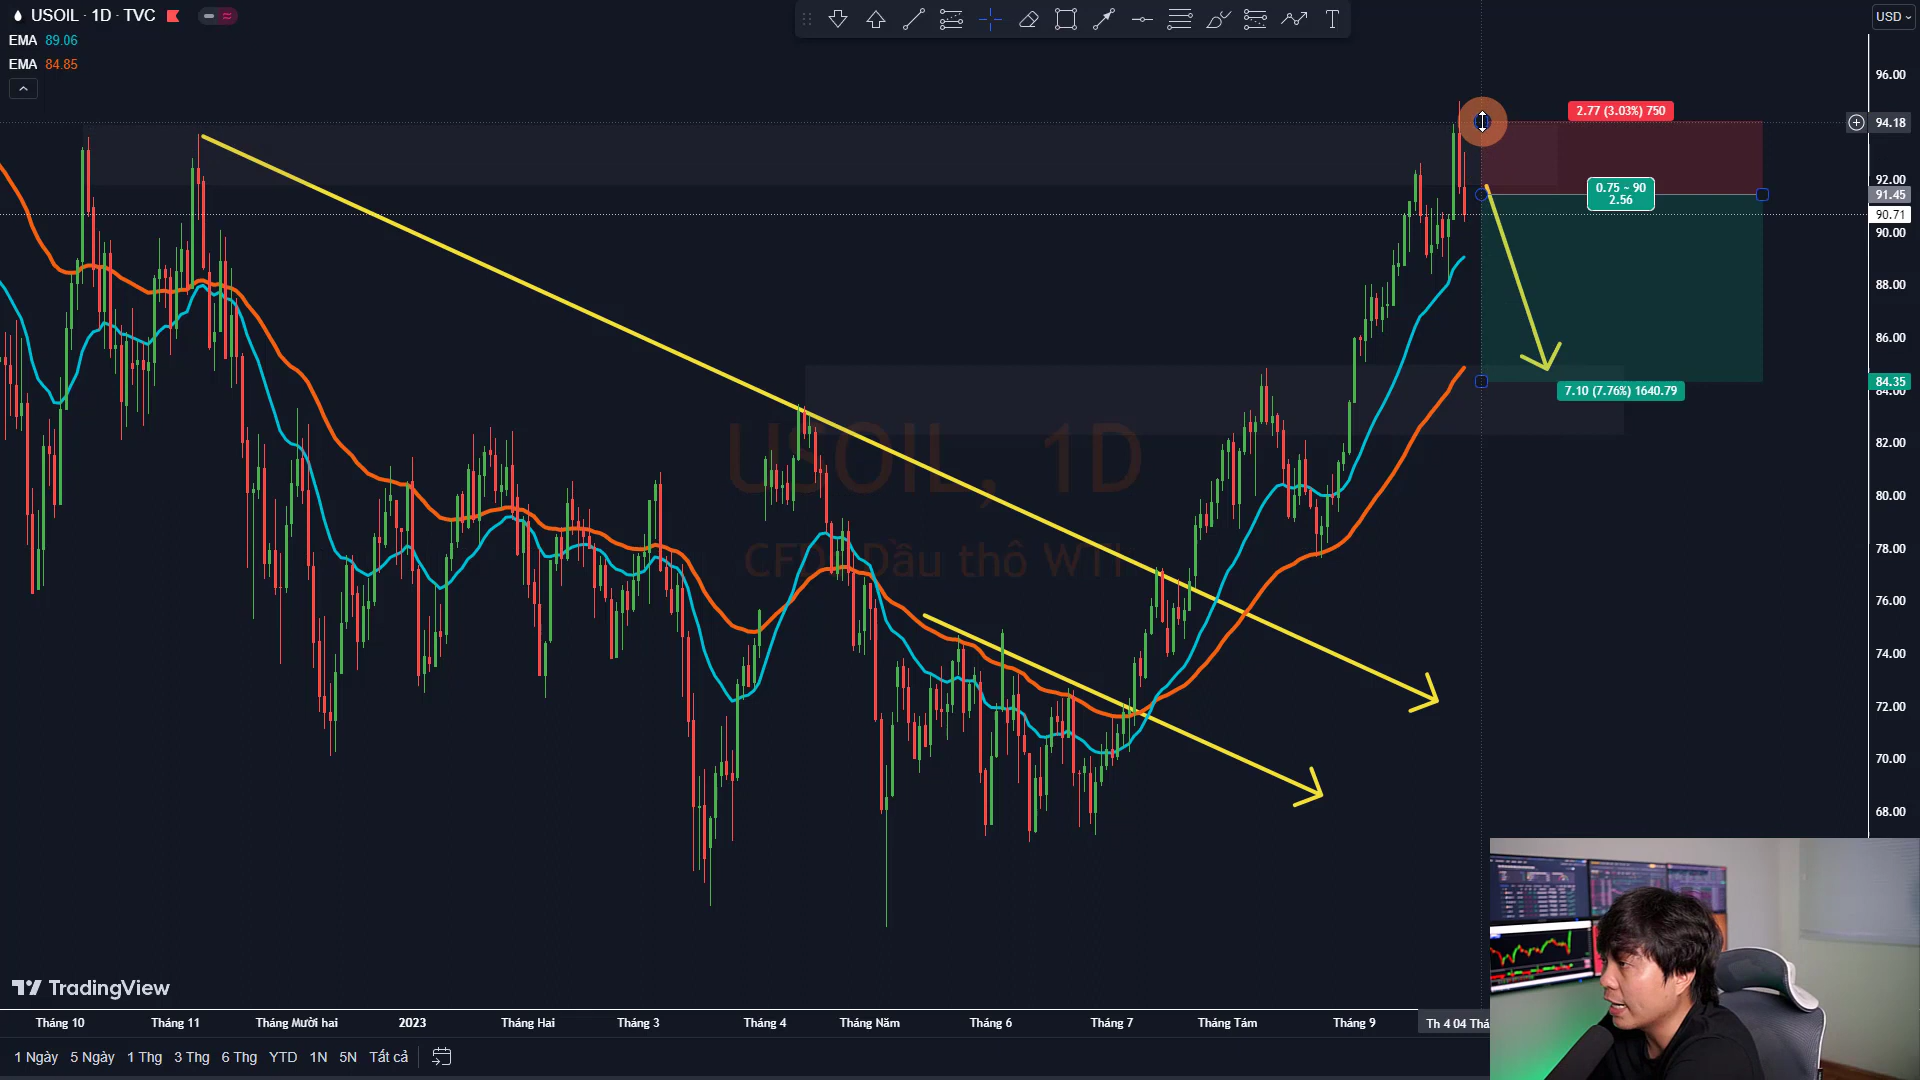 USOIL · 1D · TVC
EMA 89.06
EMA 84.85
T
USD
96.00
2.77 (3.03%) 750
94.18
92.00
0.75 ~ 90
2.56
91.45
90.71
90.00
88.00
86.00
84.35
84.00
7.10 (7.76%) 1640.79
USOIL, 1D
82.00
80.00
CFDs Dầu thô WTI
78.00
76.00
74.00
72.00
70.00
68.00
TradingView
Tháng 10 Tháng 11 Tháng Mười hai 2023 Tháng Hai Tháng 3 Tháng 4 Tháng Năm Tháng 6 Tháng 7 Tháng Tám Tháng 9 Th 4 04 Thá
1 Ngày 5 Ngày 1 Thg 3 Thg 6 Thg YTD 1N 5N Tất cả